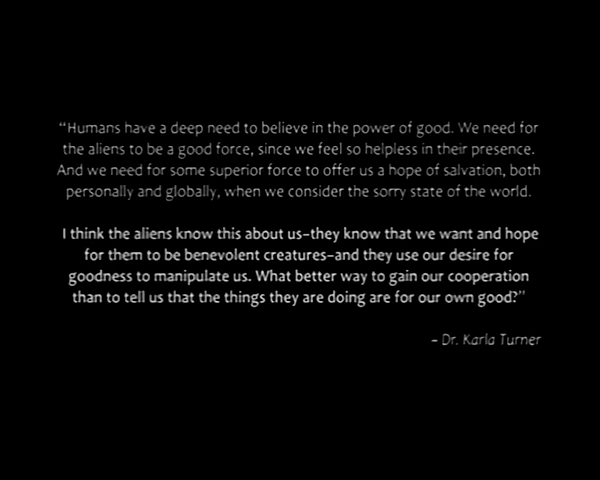 “Humans have a deep need to believe in the power of good. We need for
the aliens to be a good force, since we feel so helpless in their presence.
And we need for some superior force to offer us a hope of salvation, both
personally and globally, when we consider the sorry state of the world.
I think the aliens know this about us–they know that we want and hope
for them to be benevolent creatures–and they use our desire for
goodness to manipulate us. What better way to gain our cooperation
than to tell us that the things they are doing are for our own good?”
– Dr. Karla Turner